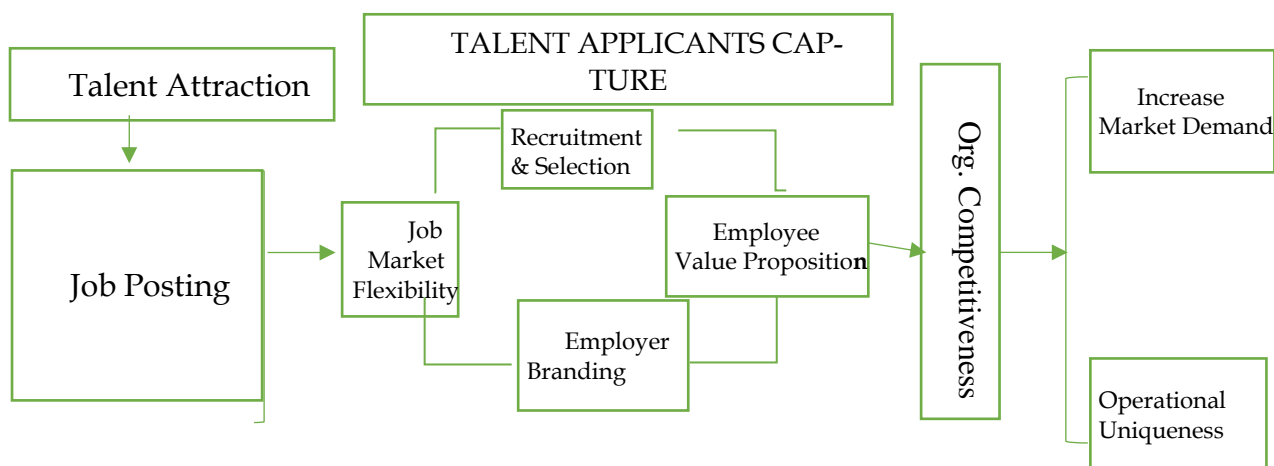 Talent Attraction
TALENT APPLICANTS CAP-
TURE
Job Posting
Job
Market
Flexibility
Recruitment
& Selection
Employer
Branding
Employee
Value Proposition
Org. Competitiveness
Increase
Market Demand
Operational
Uniqueness